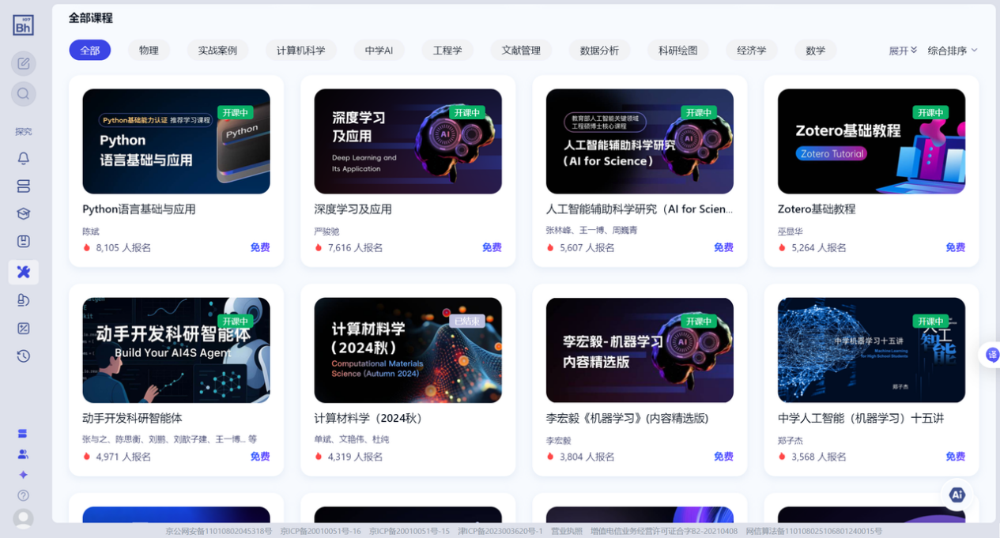 Bh
全部课程
全部
物理
实战案例
计算机科学
中学AI
工程学
文献管理
数据分析
科研绘图
经济学
数学
展开
综合排序
探究
开课中
Python基础能力认证 推荐学习课程
Python
语言基础与应用
Python
Python语言基础与应用
陈斌
8,105 人报名
免费
开课中
深度学习
及应用
Deep Learning and
Its Application
AI
深度学习及应用
严骏驰
7,616 人报名
免费
开课中
教育部人工智能关键领域
工程硕博士核心课程
人工智能辅助科学研究
(AI for Science)
AI
人工智能辅助科学研究（AI for Scien...
张林峰、王一博、周巍青
5,607 人报名
免费
开课中
Zotero基础教程
Zotero Tutorial
Zotero基础教程
巫显华
5,264 人报名
免费
开课中
动手开发科研智能体
Build Your AI4S Agent
动手开发科研智能体
张与之、陈思衡、刘鹏、刘歆子建、王一博... 等
4,971 人报名
免费
已结束
计算材料学
（2024秋）
Computational Materials
Science (Autumn 2024)
计算材料学（2024秋）
单斌、文艳伟、杜纯
4,319 人报名
开课中
李宏毅-机器学习
内容精选版
AI
李宏毅《机器学习》(内容精选版)
李宏毅
3,804 人报名
免费
开课中
人工
智能
中学机器学习十五讲
Machine Learning
for High School Students
郑子杰
中学人工智能（机器学习）十五讲
郑子杰
3,568 人报名
免费
译
Ai
京公网安备11010802045318号 京ICP备20010051号-16 京ICP备20010051号-15 津ICP备2023003620号-1 营业执照 增值电信业务经营许可证合字B2-20210408 网信算法备110108025106801240015号